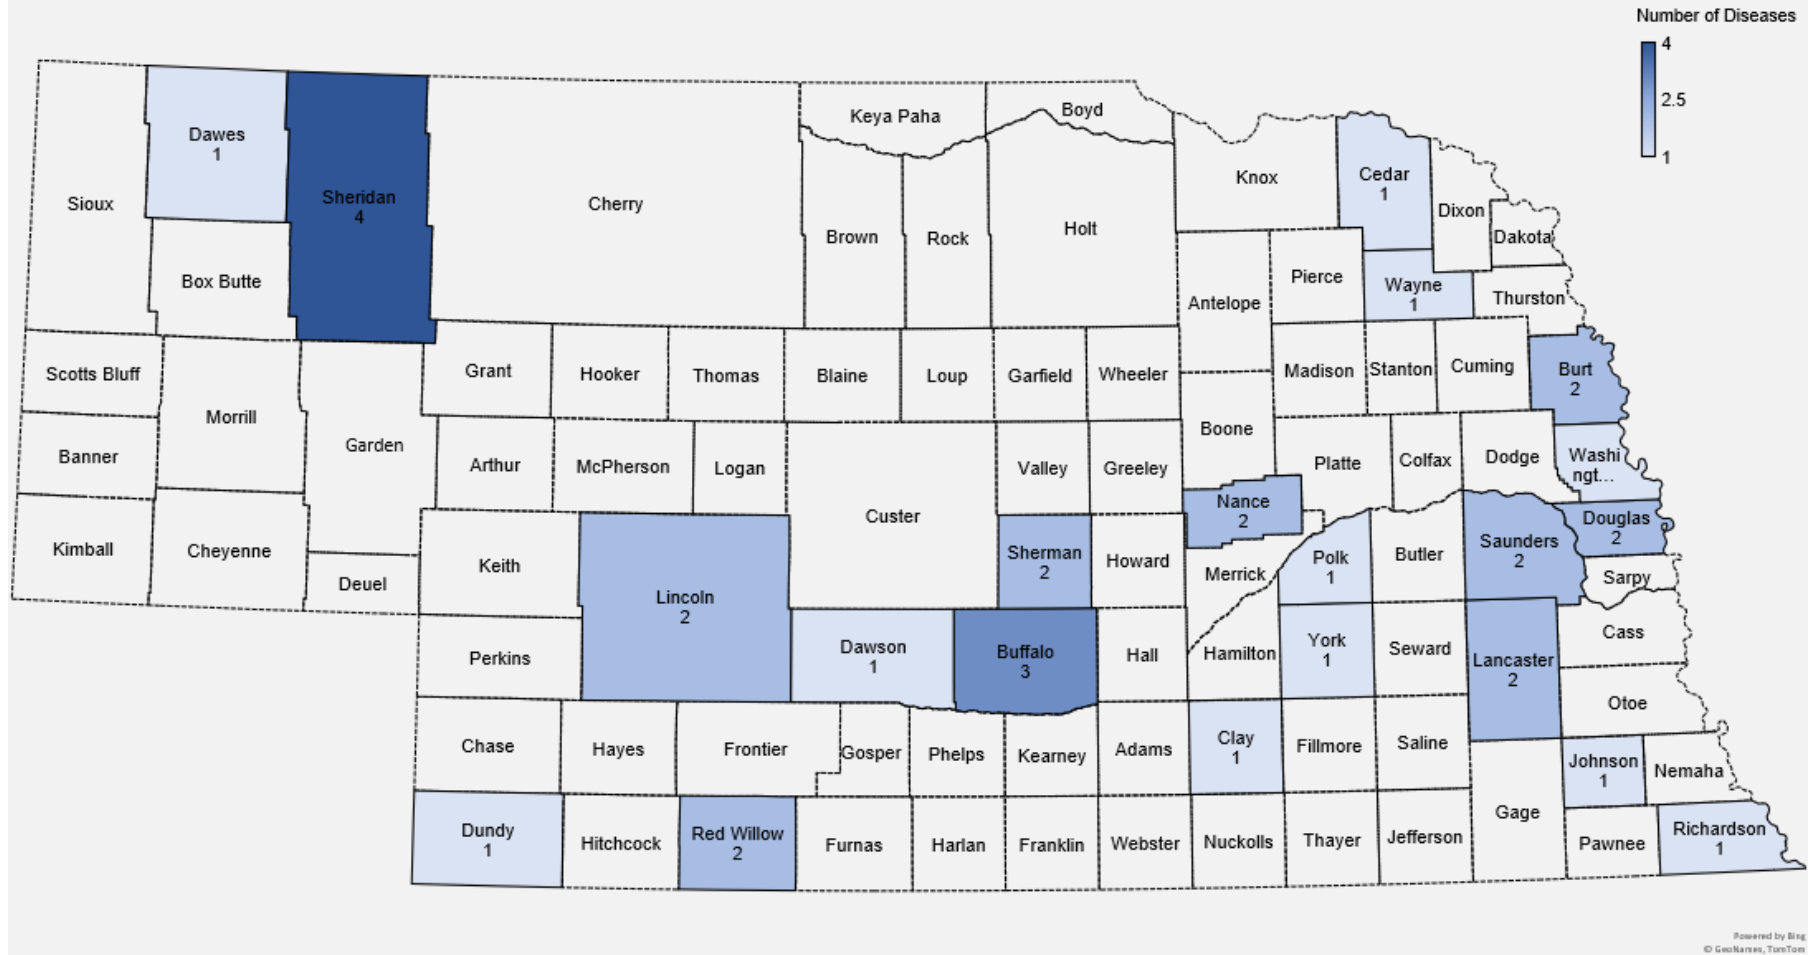 Number of Diseases
4
2.5
1
Keya Paha
Boyd
Dawes
1
Sheridan
4
Sioux
Cherry
Knox
Cedar
1
Dixon
Dakota
Brown
Rock
Holt
Box Butte
Pierce
Wayne
1
Antelope
Thurston
Scotts Bluff
Grant
Hooker
Thomas
Blaine
Loup
Garfield
Wheeler
Madison
Stanton
Cuming
Burt
2
Morrill
Garden
Boone
Banner
Arthur
McPherson
Logan
Valley
Greeley
Platte
Colfax
Dodge
Washi
ngt...
Custer
Nance
2
Douglas
2
Kimball
Cheyenne
Sherman
2
Howard
Polk
1
Butler
Saunders
2
Keith
Merrick
Sarpy
Deuel
Lincoln
2
Perkins
Dawson
1
Buffalo
3
Hall
Hamilton
York
1
Seward
Lancaster
2
Cass
Otoe
Chase
Hayes
Frontier
Gosper
Phelps
Kearney
Adams
Clay
1
Fillmore
Saline
Johnson
1
Nemaha
Dundy
1
Hitchcock
Red Willow
2
Furnas
Harlan
Franklin
Webster
Nuckolls
Thayer
Jefferson
Gage
Pawnee
Richardson
1
Powered by Bing
© GeoNames, TomTom